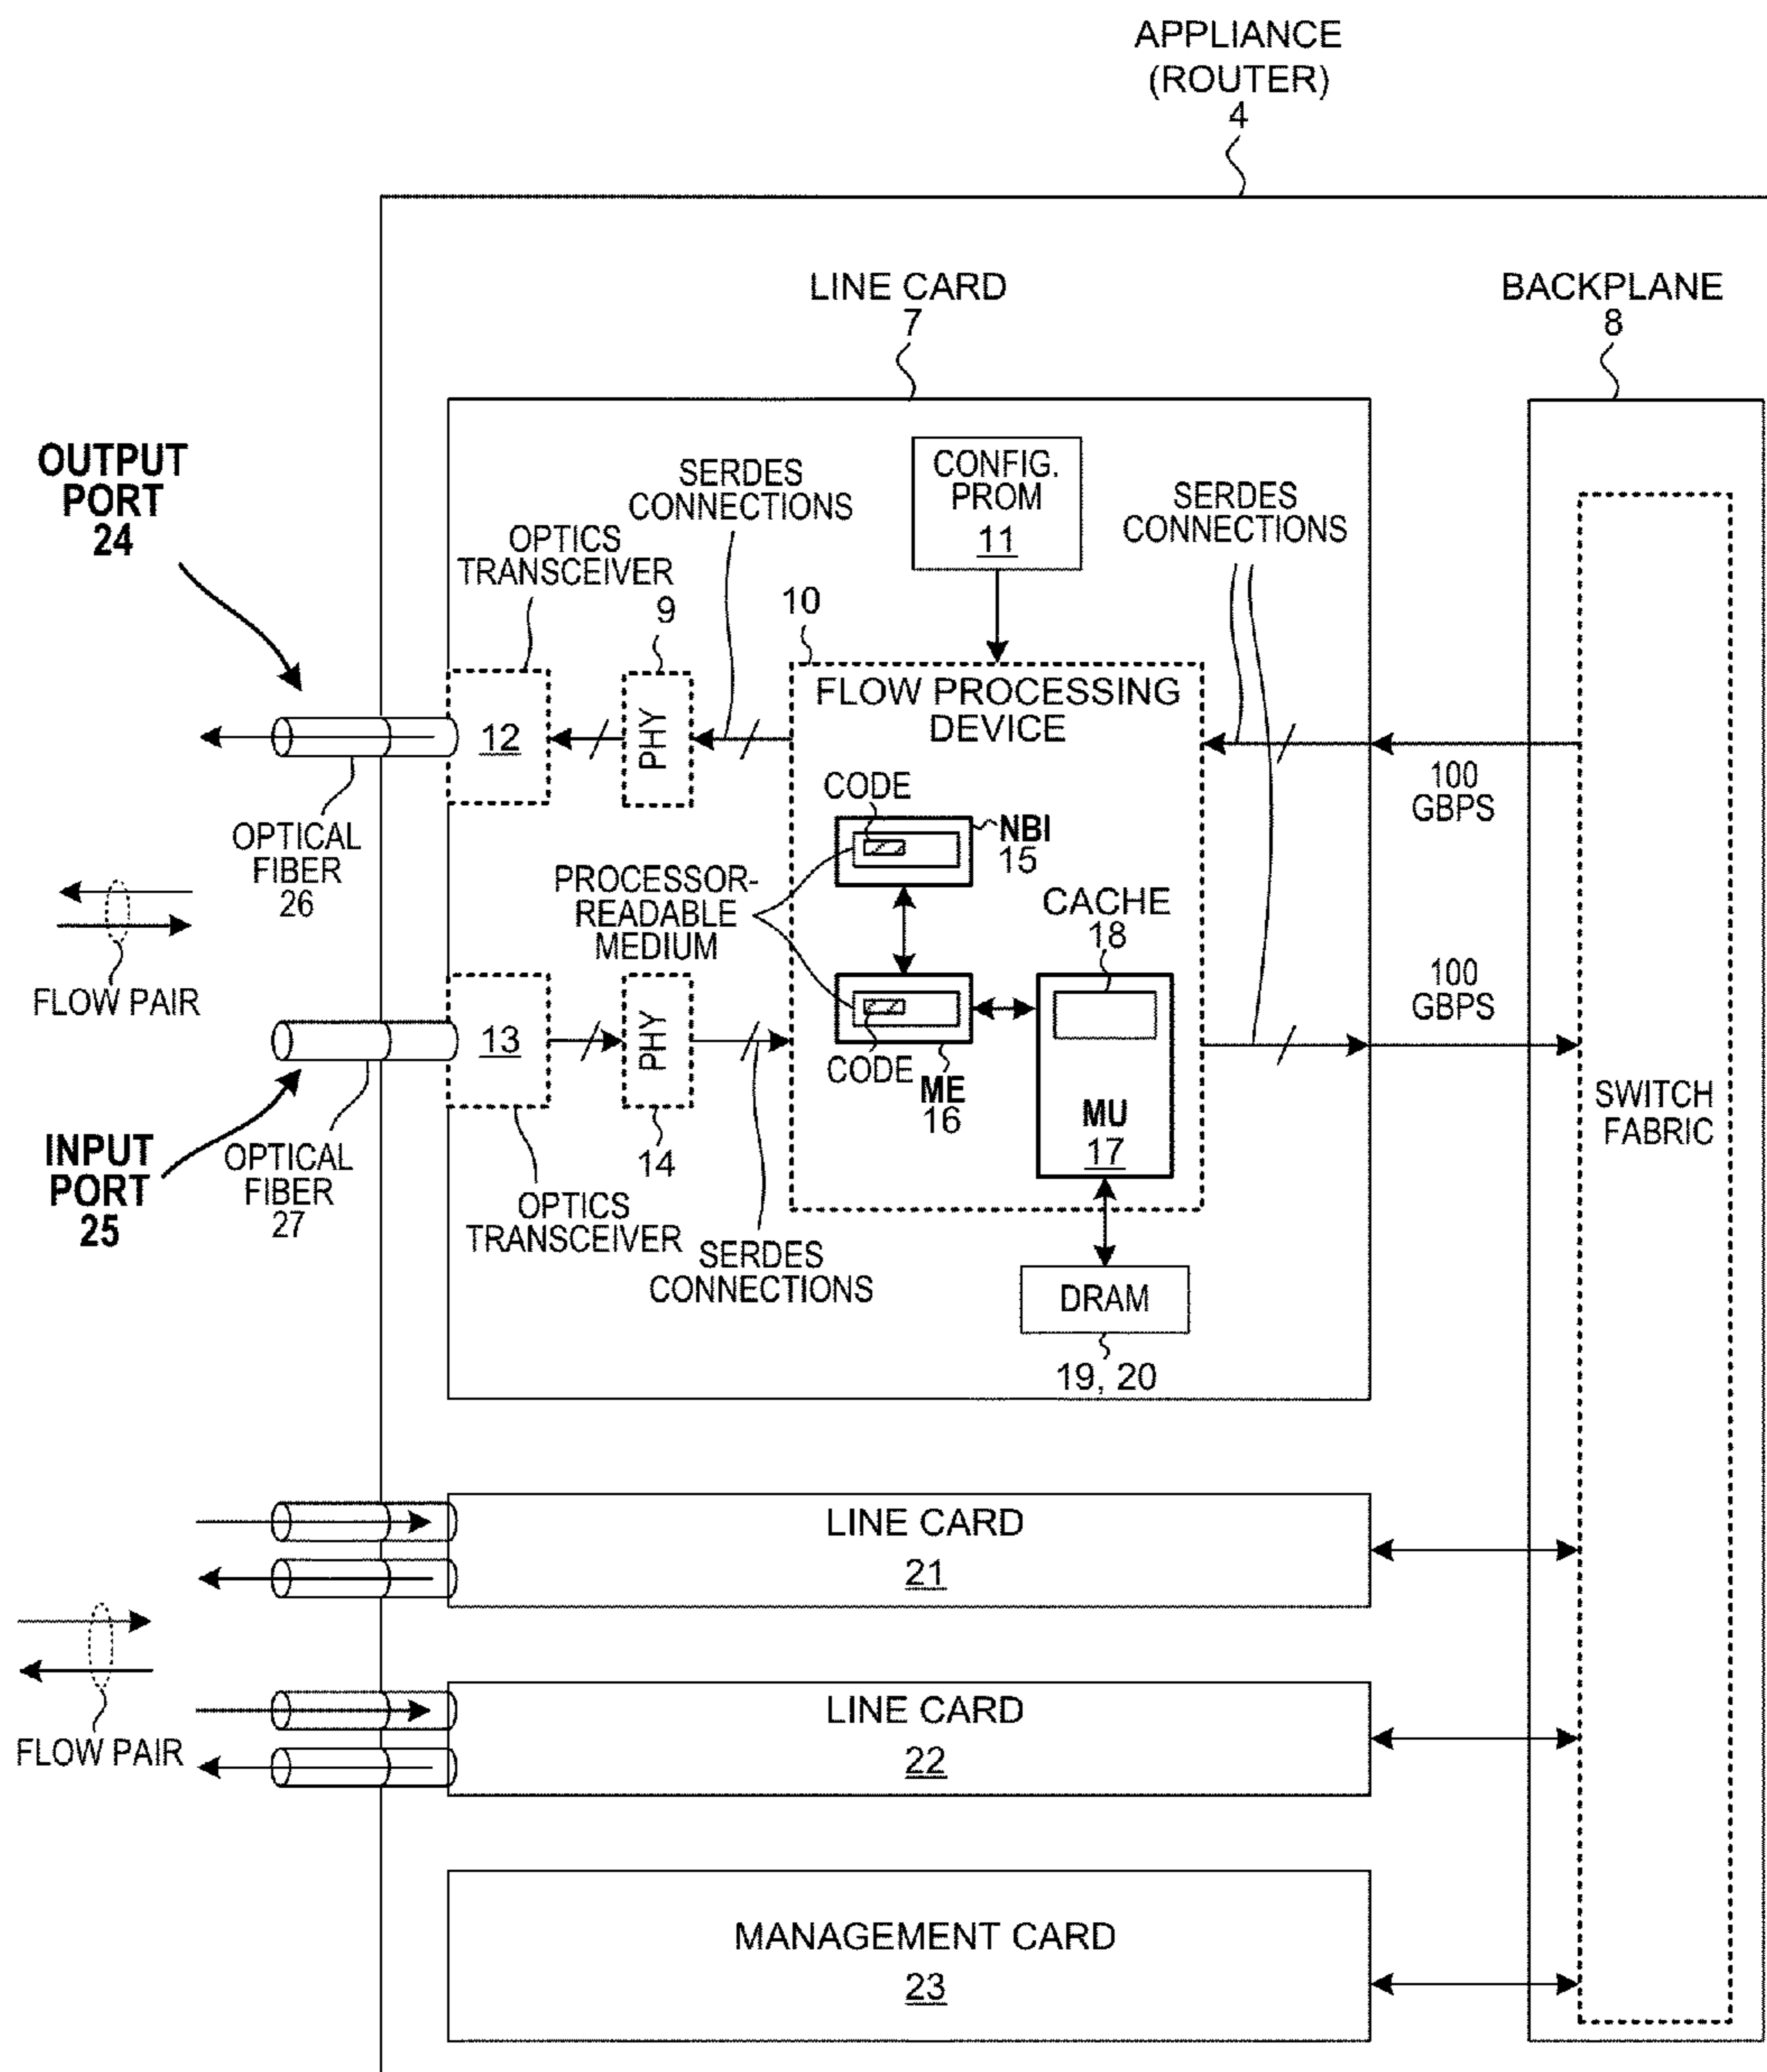 APPLIANCE
(ROUTER)
4
LINE CARD
7
BACKPLANE
8
OUTPUT
PORT
24
SERDES
CONNECTIONS
CONFIG.
PROM
11
SERDES
CONNECTIONS
OPTICS
TRANSCEIVER
9
10
FLOW PROCESSING
DEVICE
12
PHY
100
GBPS
OPTICAL
FIBER
26
CODE
NBI
15
PROCESSOR-
READABLE
MEDIUM
CACHE
18
FLOW PAIR
13
PHY
100
GBPS
CODE
ME
16
MU
17
SWITCH
FABRIC
INPUT
PORT
25
OPTICAL
FIBER
27
14
OPTICS
TRANSCEIVER
SERDES
CONNECTIONS
DRAM
19, 20
LINE CARD
21
LINE CARD
22
FLOW PAIR
MANAGEMENT CARD
23